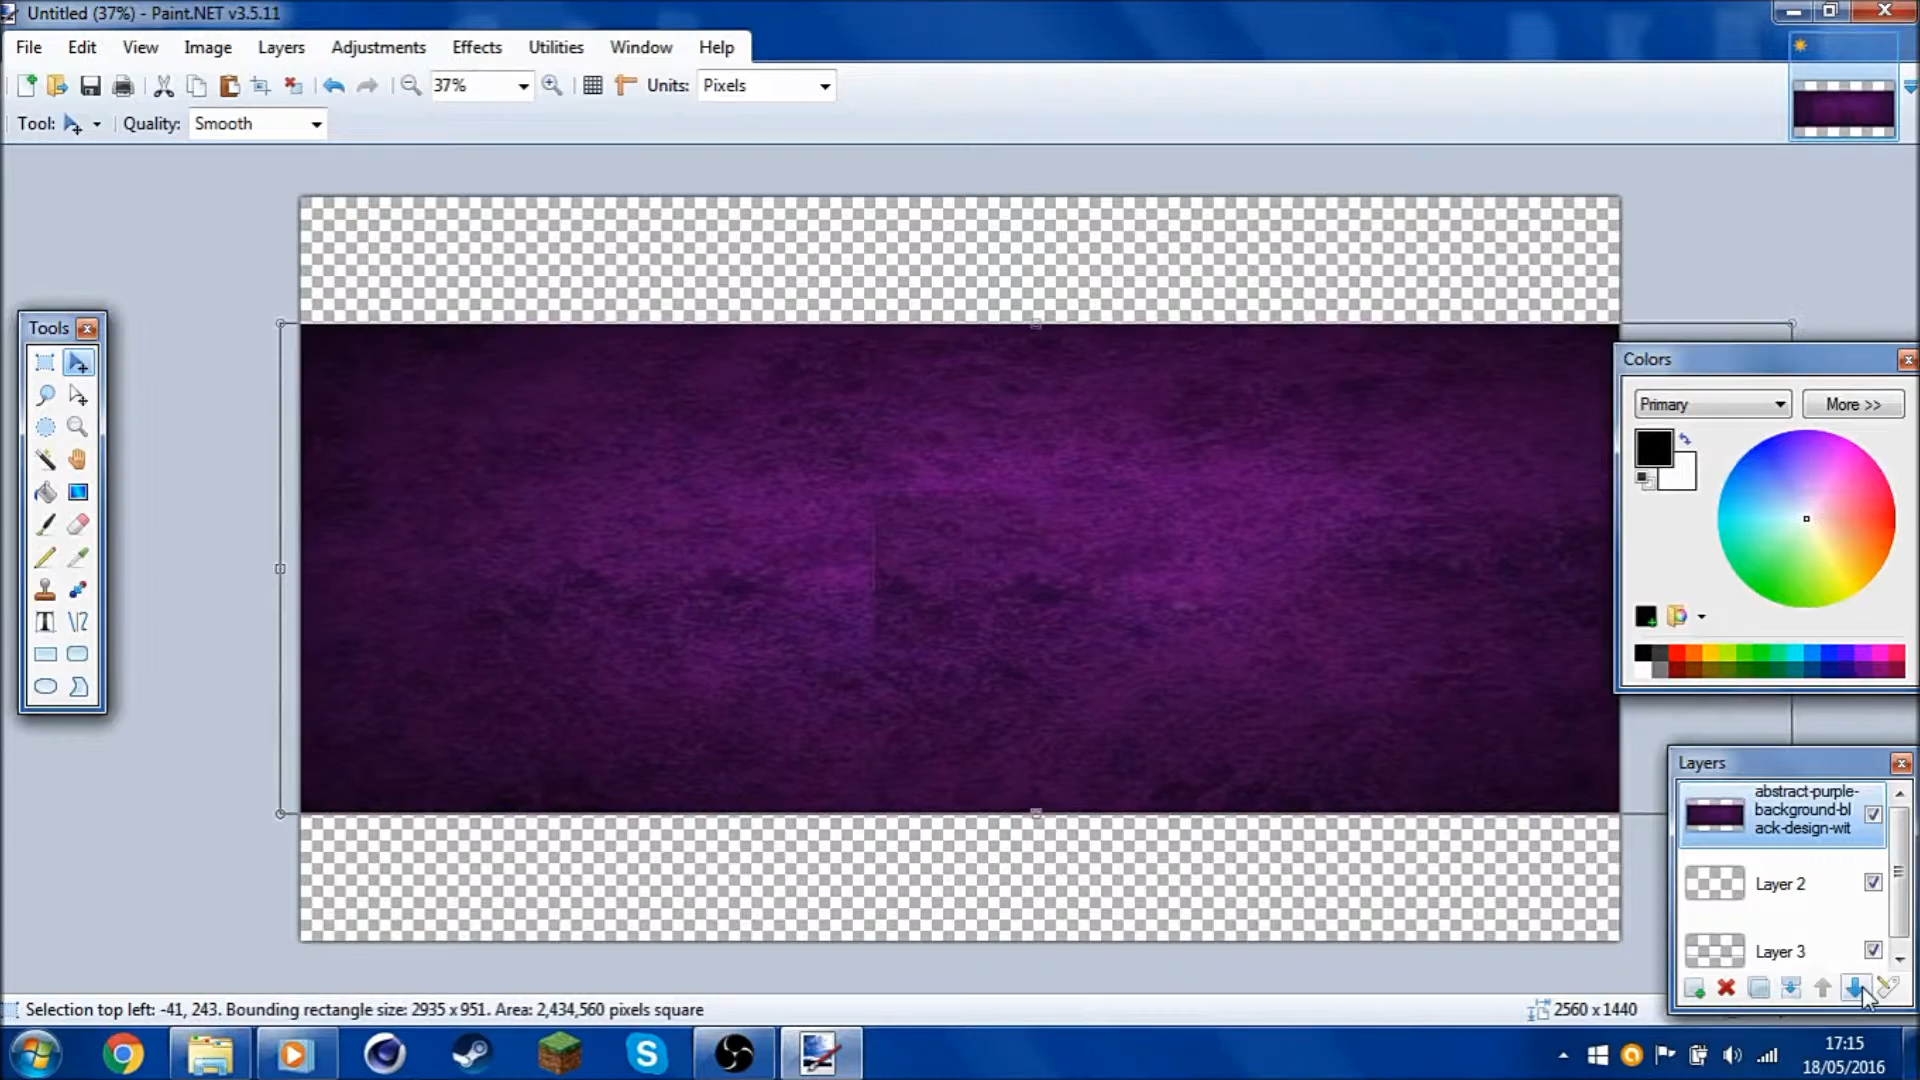 Untitled (37%) - Paint.NET v3.5.11
File Edit View Image Layers Adjustments Effects Utilities Window Help
37% Units: Pixels
Tool: Quality: Smooth
Tools
Colors
Primary More >>
Layers
abstract-purple-
background-bl
ack-design-wit
Layer 2
Layer 3
Selection top left: -41, 243. Bounding rectangle size: 2935 x 951. Area: 2,434,560 pixels square
2560 x 1440
17:15
18/05/2016